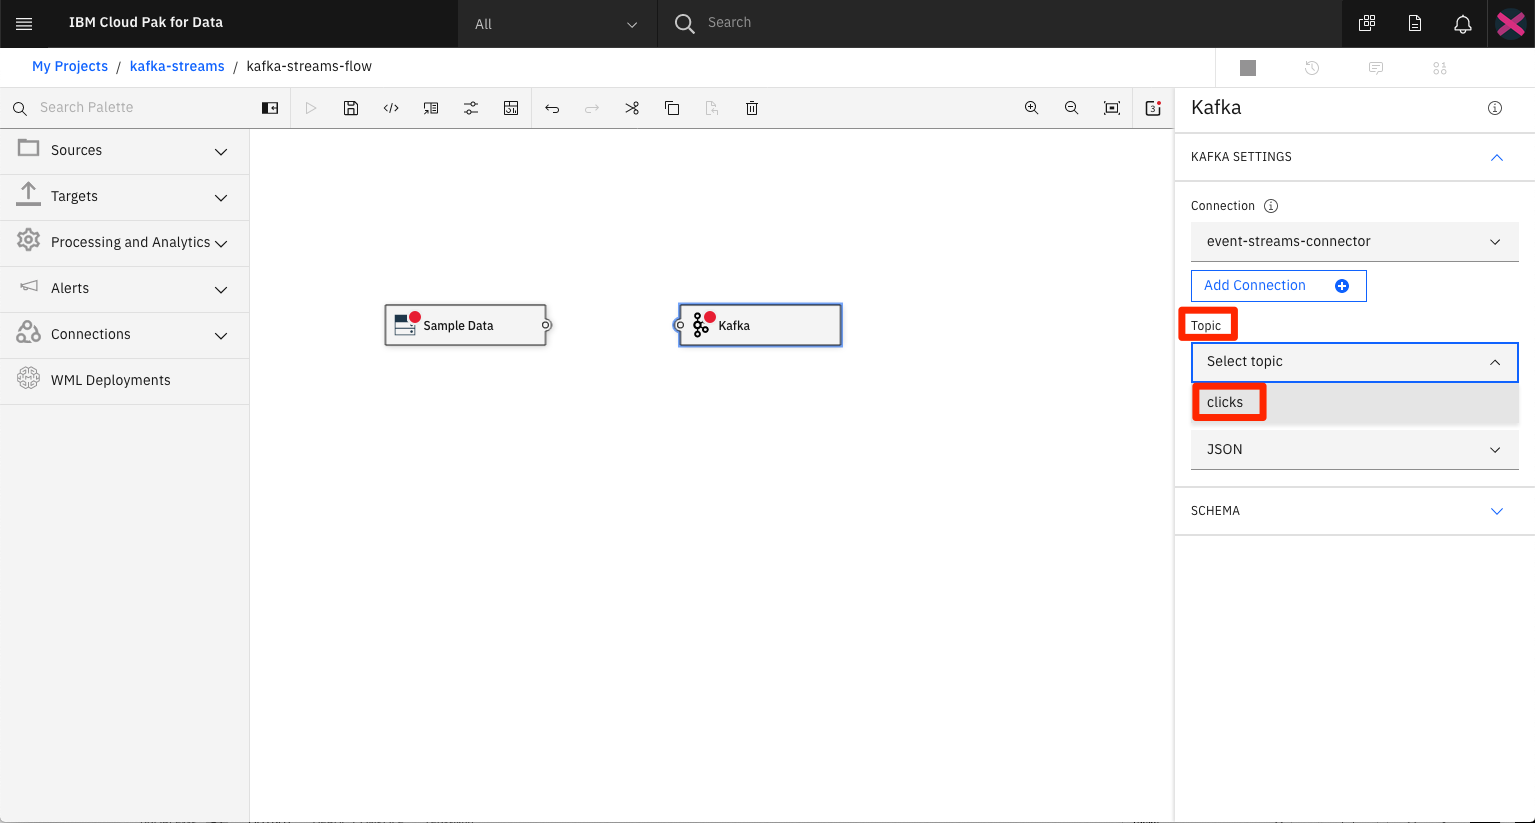 IBM Cloud Pak for Data
All
Search
My Projects / kafka-streams / kafka-streams-flow
Search Palette
3
Kafka
Sources
Targets
Processing and Analytics
Alerts
Connections
WML Deployments
Sample Data
Kafka
KAFKA SETTINGS
Connection
event-streams-connector
Add Connection
Topic
Select topic
clicks
JSON
SCHEMA